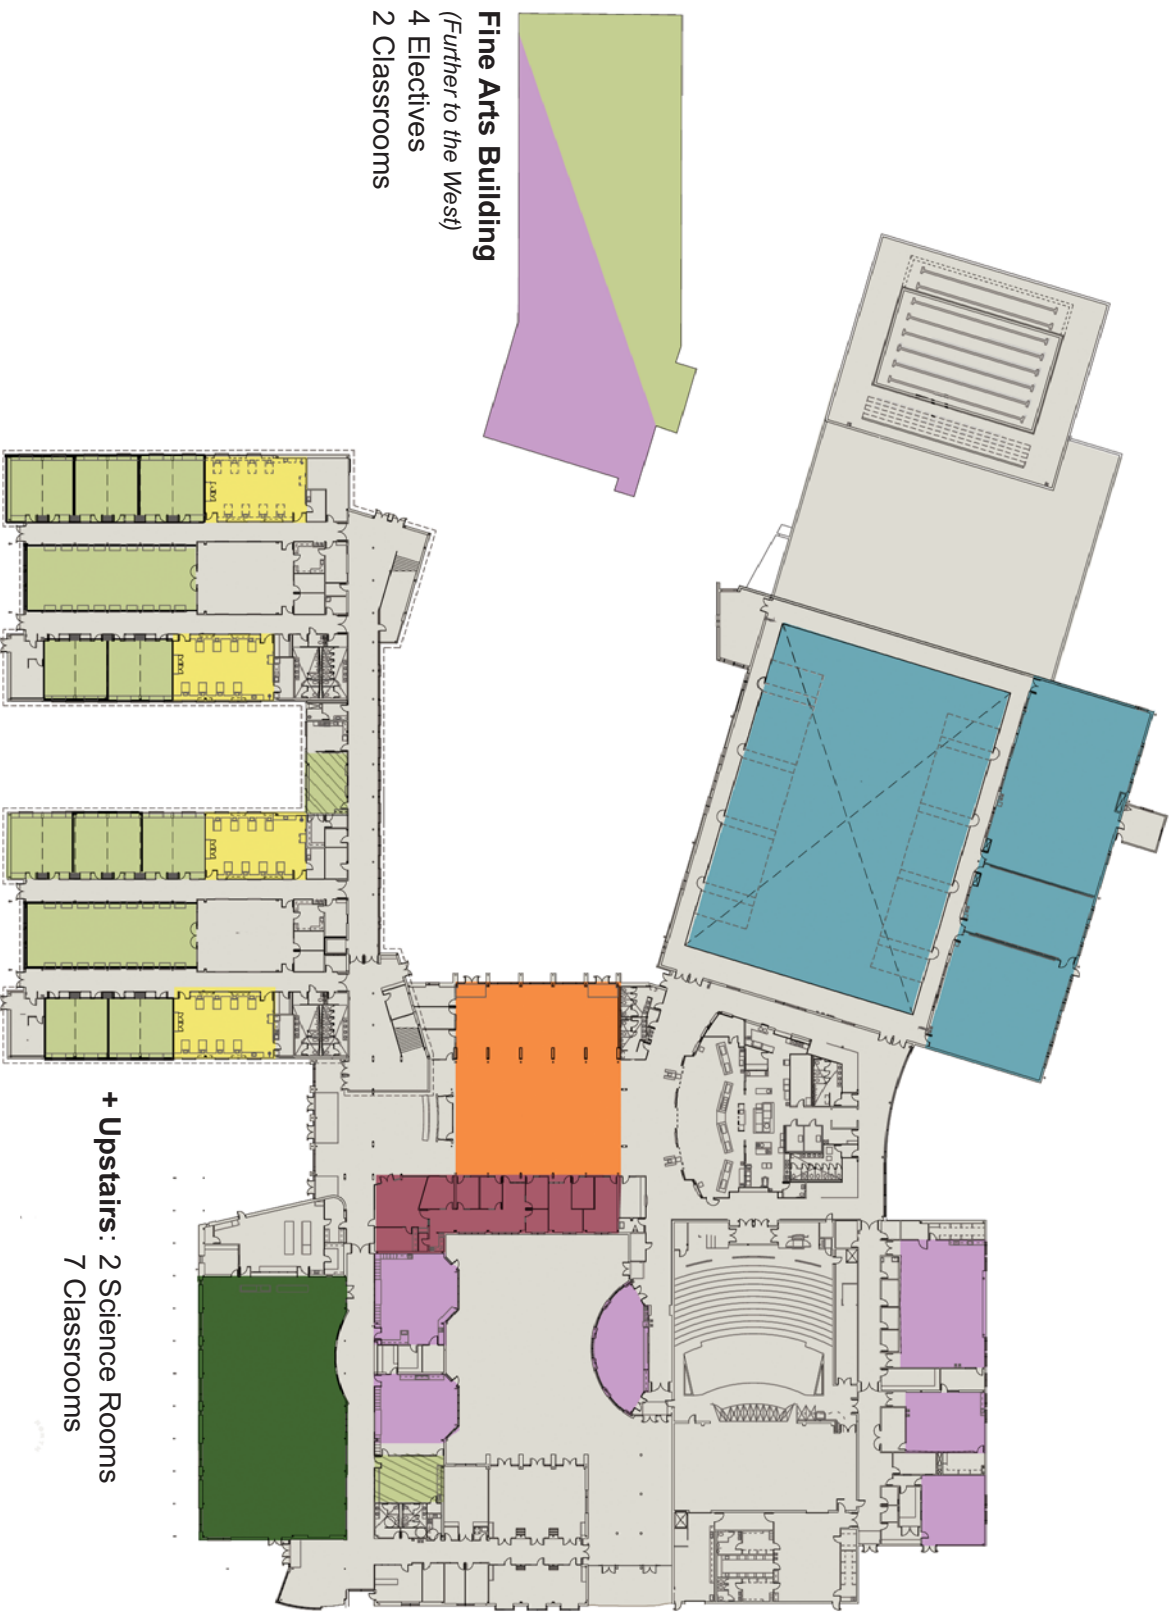 Fine Arts Building
(Further to the West)
4 Electives
2 Classrooms
+ Upstairs: 2 Science Rooms
7 Classrooms